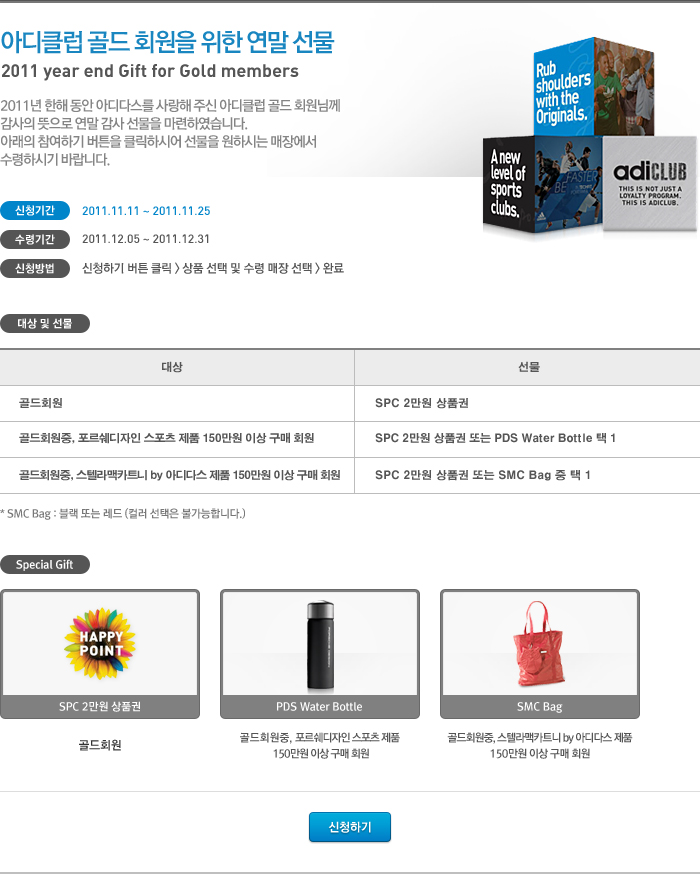 아디클럽 골드 회원을 위한 연말 선물
2011 year end Gift for Gold members
2011년 한해 동안 아디다스를 사랑해 주신 아디클럽 골드 회원님께
감사의 뜻으로 연말 감사 선물을 마련하였습니다.
아래의 참여하기 버튼을 클릭하시어 선물을 원하시는 매장에서
수령하시기 바랍니다.
Rub
shoulders
with the
Originals.
A new
level of
sports
clubs.
FASTER
BE
adidas
adiCLUB
THIS IS NOT JUST A
LOYALTY PROGRAM.
THIS IS ADICLUB.
신청기간 2011.11.11 ~ 2011.11.25
수령기간 2011.12.05 ~ 2011.12.31
신청방법 신청하기 버튼 클릭 > 상품 선택 및 수령 매장 선택 > 완료
대상 및 선물
대상 선물
골드회원 SPC 2만원 상품권
골드회원중, 포르쉐디자인 스포츠 제품 150만원 이상 구매 회원 SPC 2만원 상품권 또는 PDS Water Bottle 택 1
골드회원중, 스텔라맥카트니 by 아디다스 제품 150만원 이상 구매 회원 SPC 2만원 상품권 또는 SMC Bag 중 택 1
* SMC Bag : 블랙 또는 레드 (컬러 선택은 불가능합니다.)
Special Gift
HAPPY
POINT
SPC 2만원 상품권 PDS Water Bottle SMC Bag
골드회원
골드회원중, 포르쉐디자인 스포츠 제품
150만원 이상 구매 회원
골드회원중, 스텔라맥카트니 by 아디다스 제품
150만원 이상 구매 회원
신청하기